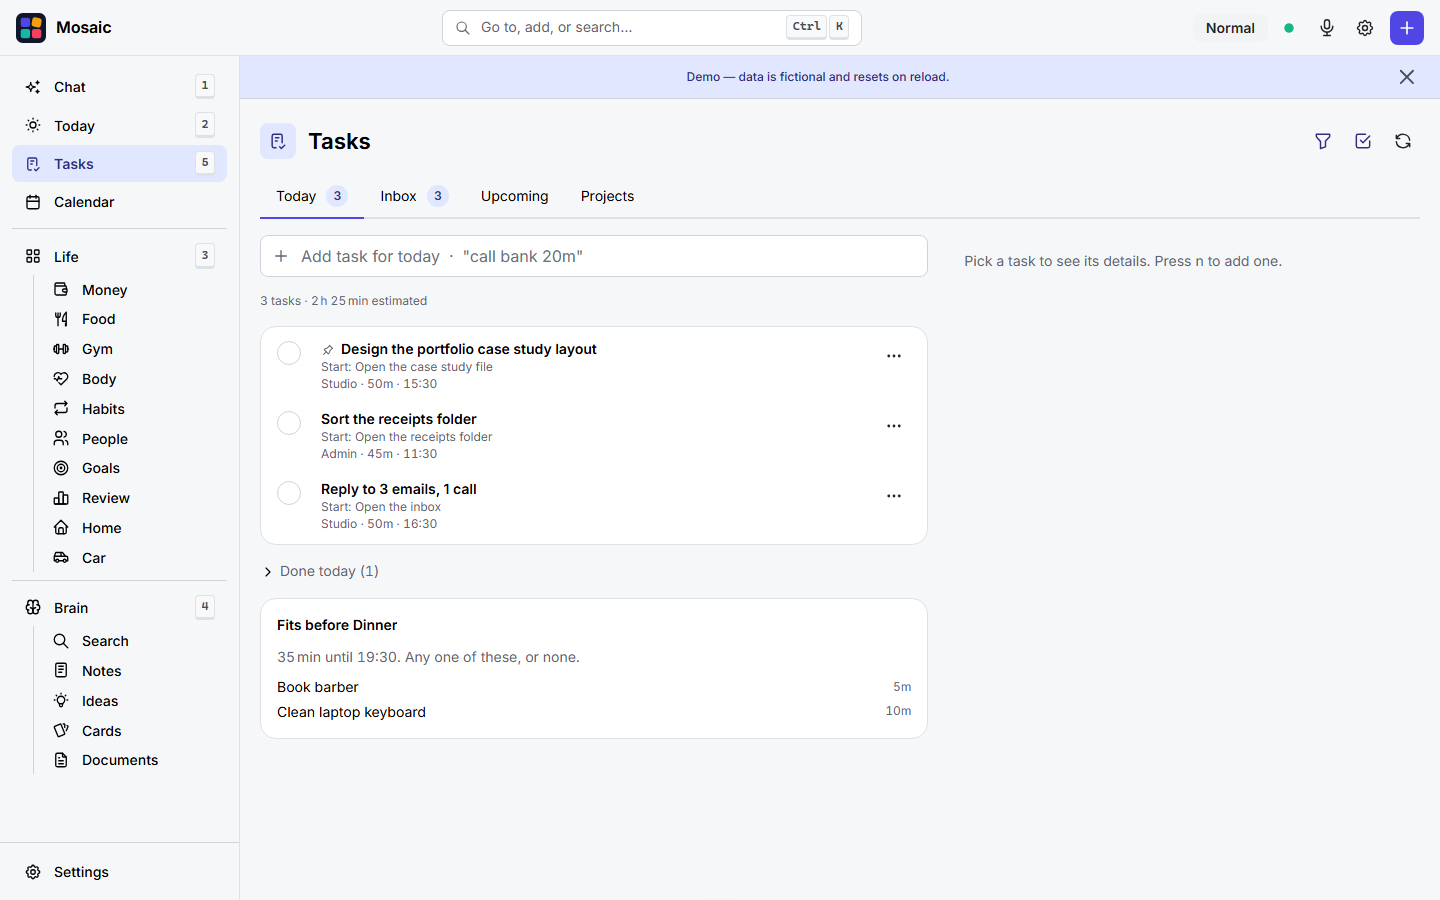 Mosaic
Go to, add, or search...
Ctrl K
Normal
Chat 1
Today 2
Tasks 5
Calendar
Life 3
Money
Food
Gym
Body
Habits
People
Goals
Review
Home
Car
Brain 4
Search
Notes
Ideas
Cards
Documents
Settings
Demo — data is fictional and resets on reload.
Tasks
Today 3 Inbox 3 Upcoming Projects
Add task for today · "call bank 20m"
3 tasks · 2 h 25 min estimated
Design the portfolio case study layout
Start: Open the case study file
Studio · 50m · 15:30
Sort the receipts folder
Start: Open the receipts folder
Admin · 45m · 11:30
Reply to 3 emails, 1 call
Start: Open the inbox
Studio · 50m · 16:30
Done today (1)
Fits before Dinner
35 min until 19:30. Any one of these, or none.
Book barber 5m
Clean laptop keyboard 10m
Pick a task to see its details. Press n to add one.